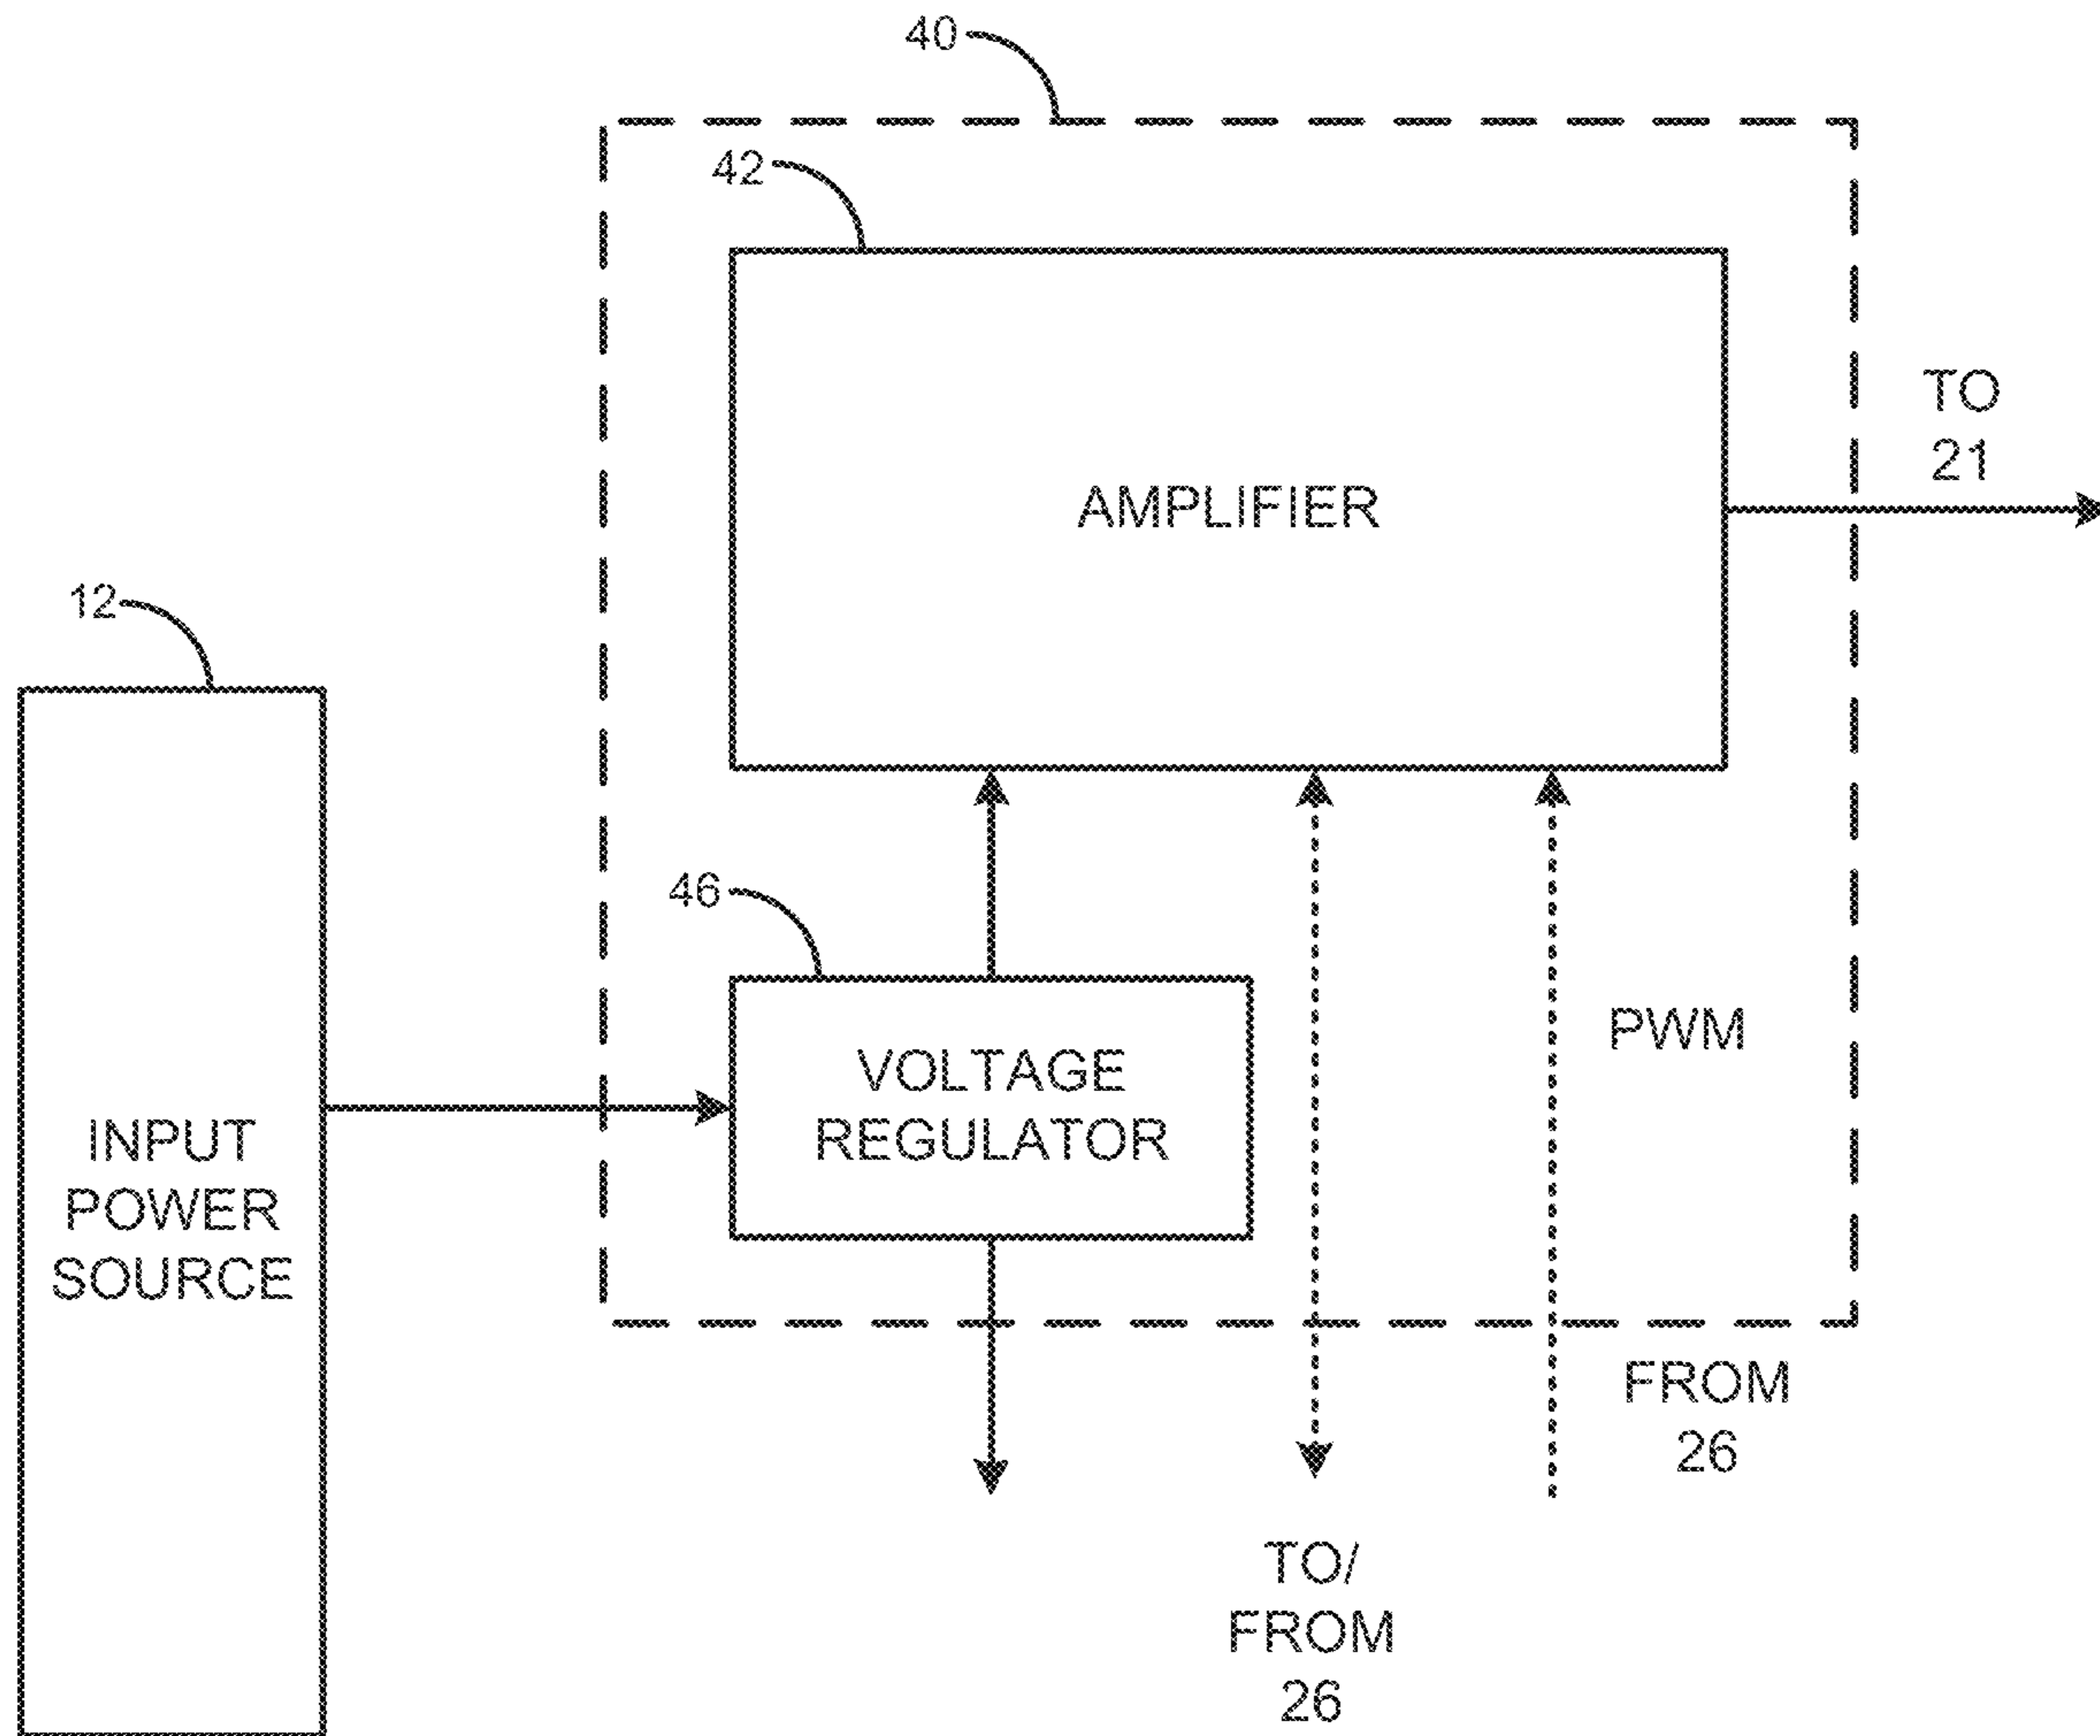 40
42
AMPLIFIER
TO
21
12
46
VOLTAGE
REGULATOR
PWM
INPUT
POWER
SOURCE
FROM
26
TO/
FROM
26